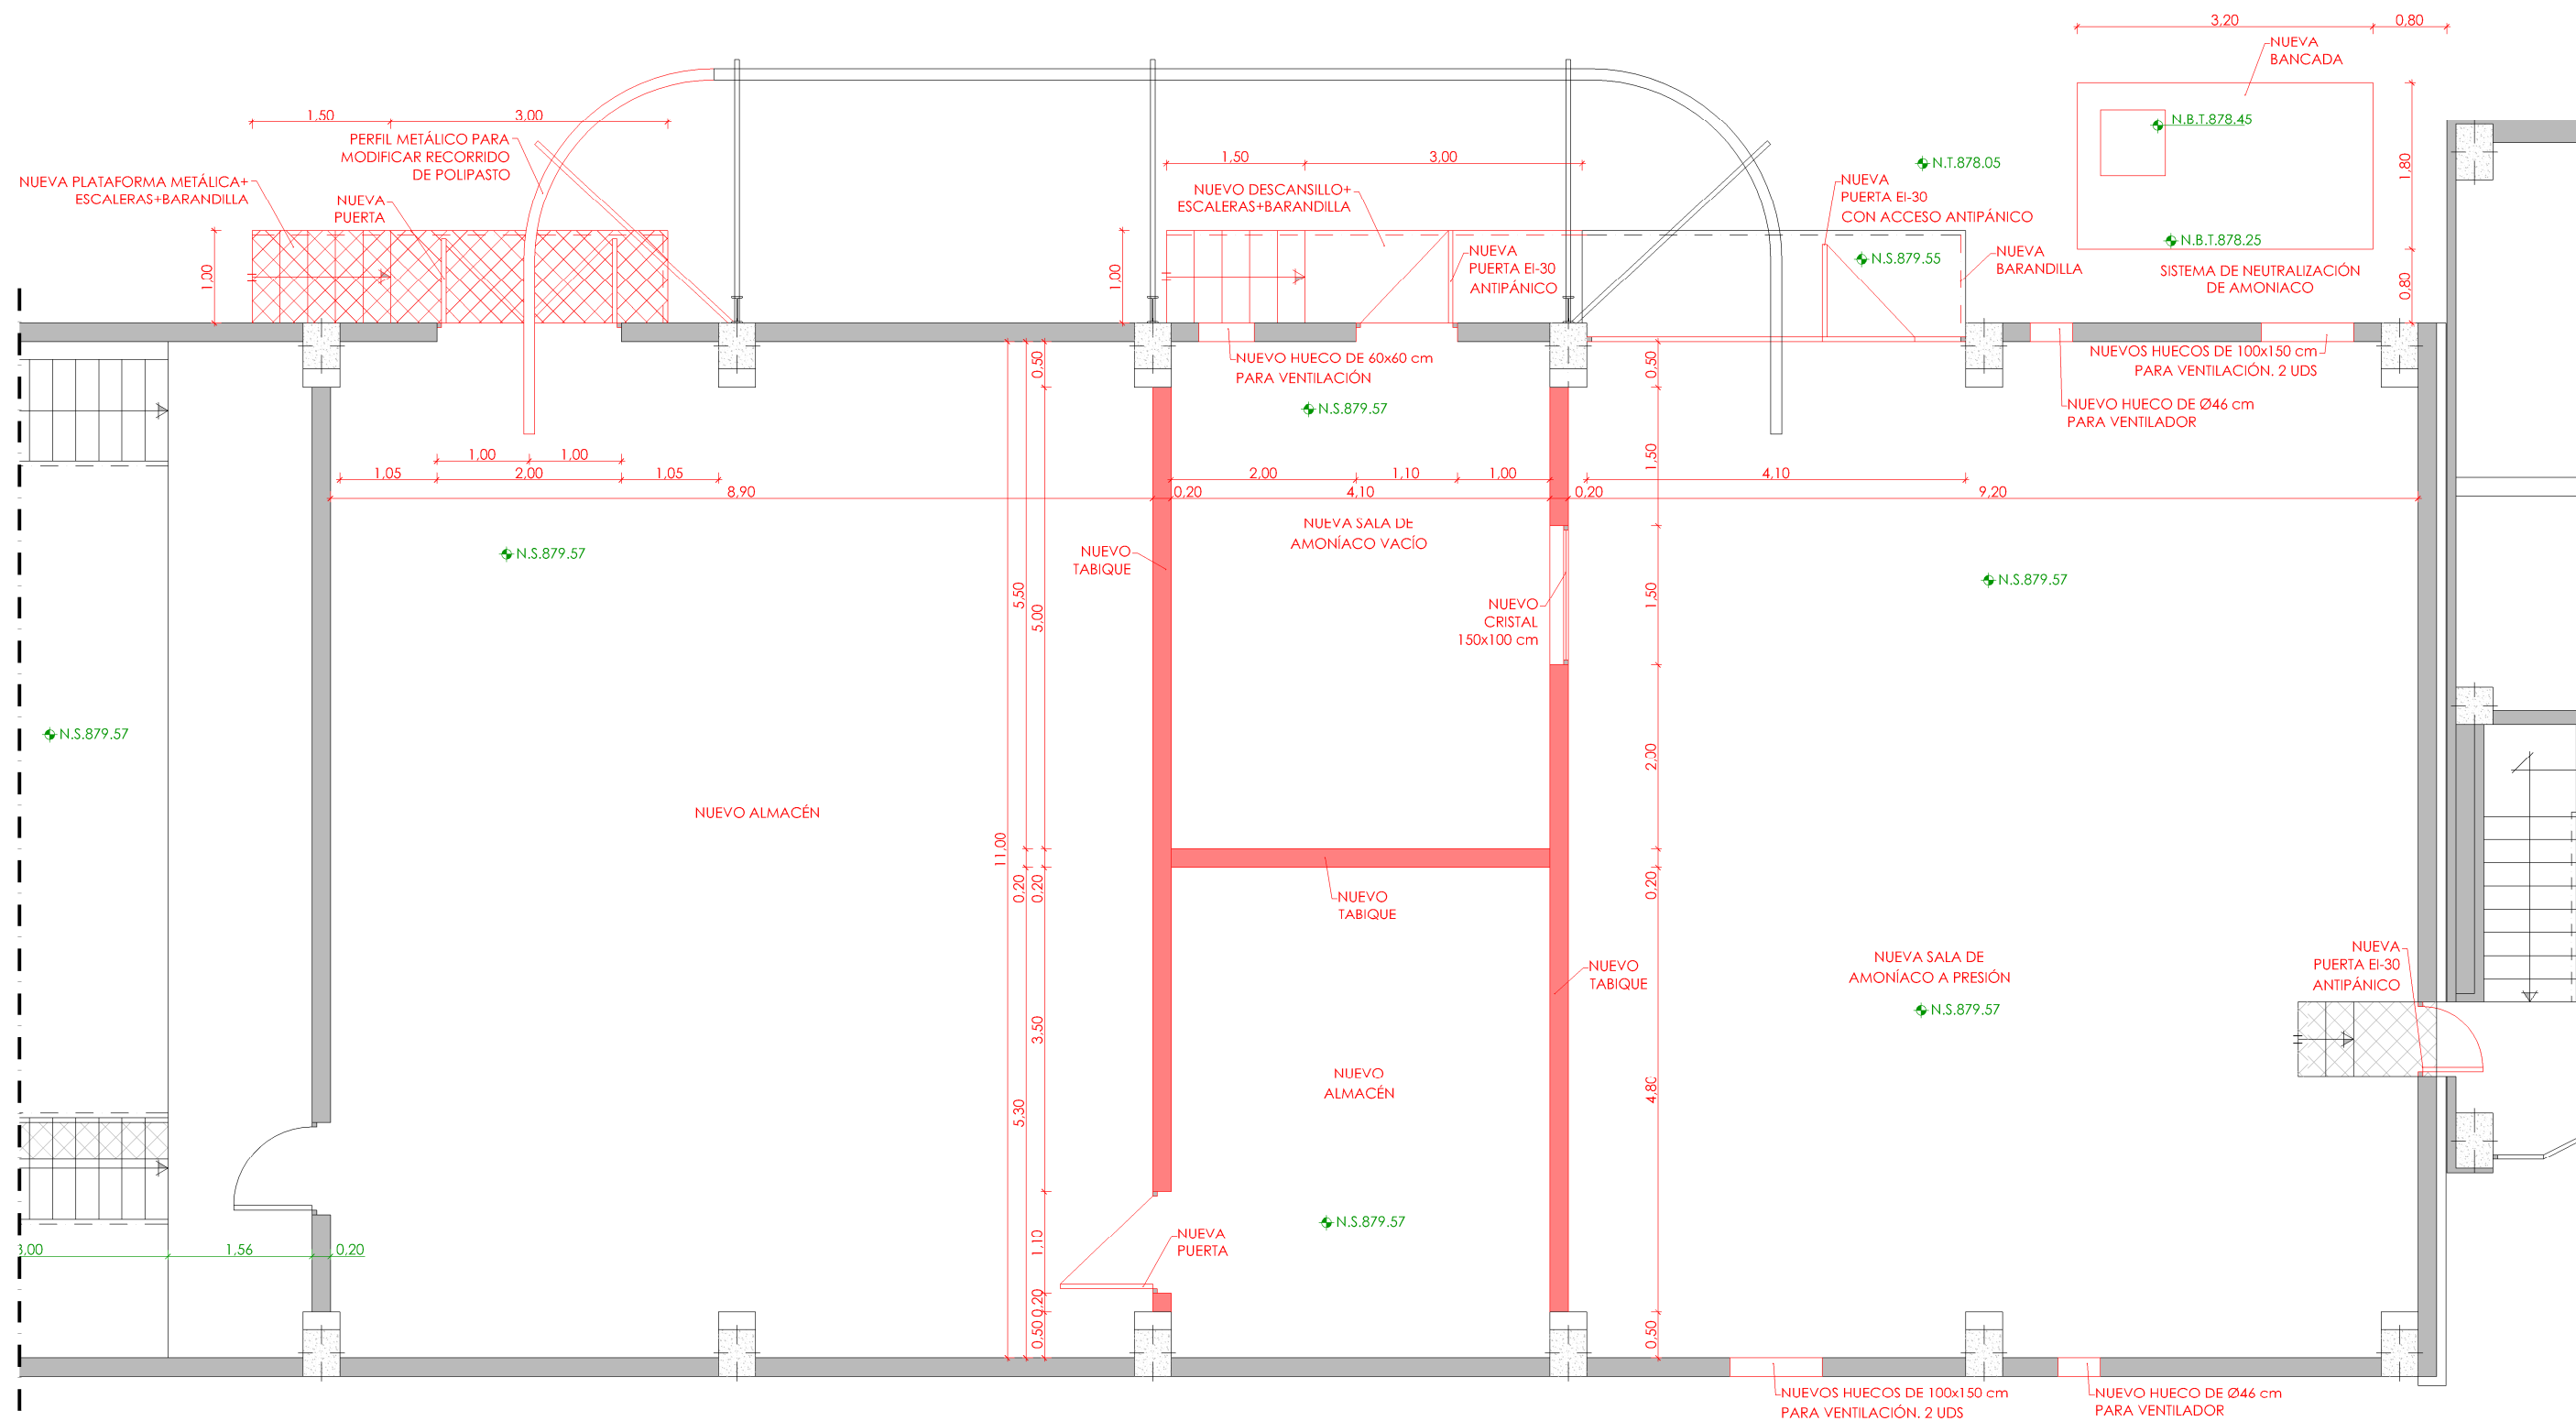 3,20
0,80
NUEVA
BANCADA
N.B.T.878.45
1,80
N.B.T.878.25
SISTEMA DE NEUTRALIZACIÓN
DE AMONIACO
0,80
1,50
3,00
PERFIL METÁLICO PARA
MODIFICAR RECORRIDO
DE POLIPASTO
NUEVA PLATAFORMA METÁLICA+
ESCALERAS+BARANDILLA
NUEVA
PUERTA
1,00
1,50
3,00
NUEVO DESCANSILLO+
ESCALERAS+BARANDILLA
1,00
NUEVA
PUERTA EI-30
ANTIPÁNICO
N.T.878.05
NUEVA
PUERTA EI-30
CON ACCESO ANTIPÁNICO
N.S.879.55
NUEVA
BARANDILLA
NUEVO HUECO DE 60x60 cm
PARA VENTILACIÓN
NUEVOS HUECOS DE 100x150 cm
PARA VENTILACIÓN. 2 UDS
NUEVO HUECO DE Ø46 cm
PARA VENTILADOR
0,50
0,50
N.S.879.57
1,00
1,00
1,05
2,00
1,05
8,90
0,20
2,00
1,10
1,00
4,10
0,20
1,50
4,10
9,20
NUEVA SALA DE
AMONÍACO VACÍO
NUEVO
TABIQUE
N.S.879.57
N.S.879.57
5,50
5,00
NUEVO
CRISTAL
150x100 cm
1,50
N.S.879.57
2,00
NUEVO ALMACÉN
11,00
0,20
0,20
0,20
NUEVO
TABIQUE
NUEVO
TABIQUE
NUEVA SALA DE
AMONÍACO A PRESIÓN
N.S.879.57
NUEVA
PUERTA EI-30
ANTIPÁNICO
3,50
5,30
4,80
NUEVO
ALMACÉN
N.S.879.57
NUEVA
PUERTA
1,10
0,20
0,50
0,50
3,00
1,56
0,20
NUEVOS HUECOS DE 100x150 cm
PARA VENTILACIÓN. 2 UDS
NUEVO HUECO DE Ø46 cm
PARA VENTILADOR